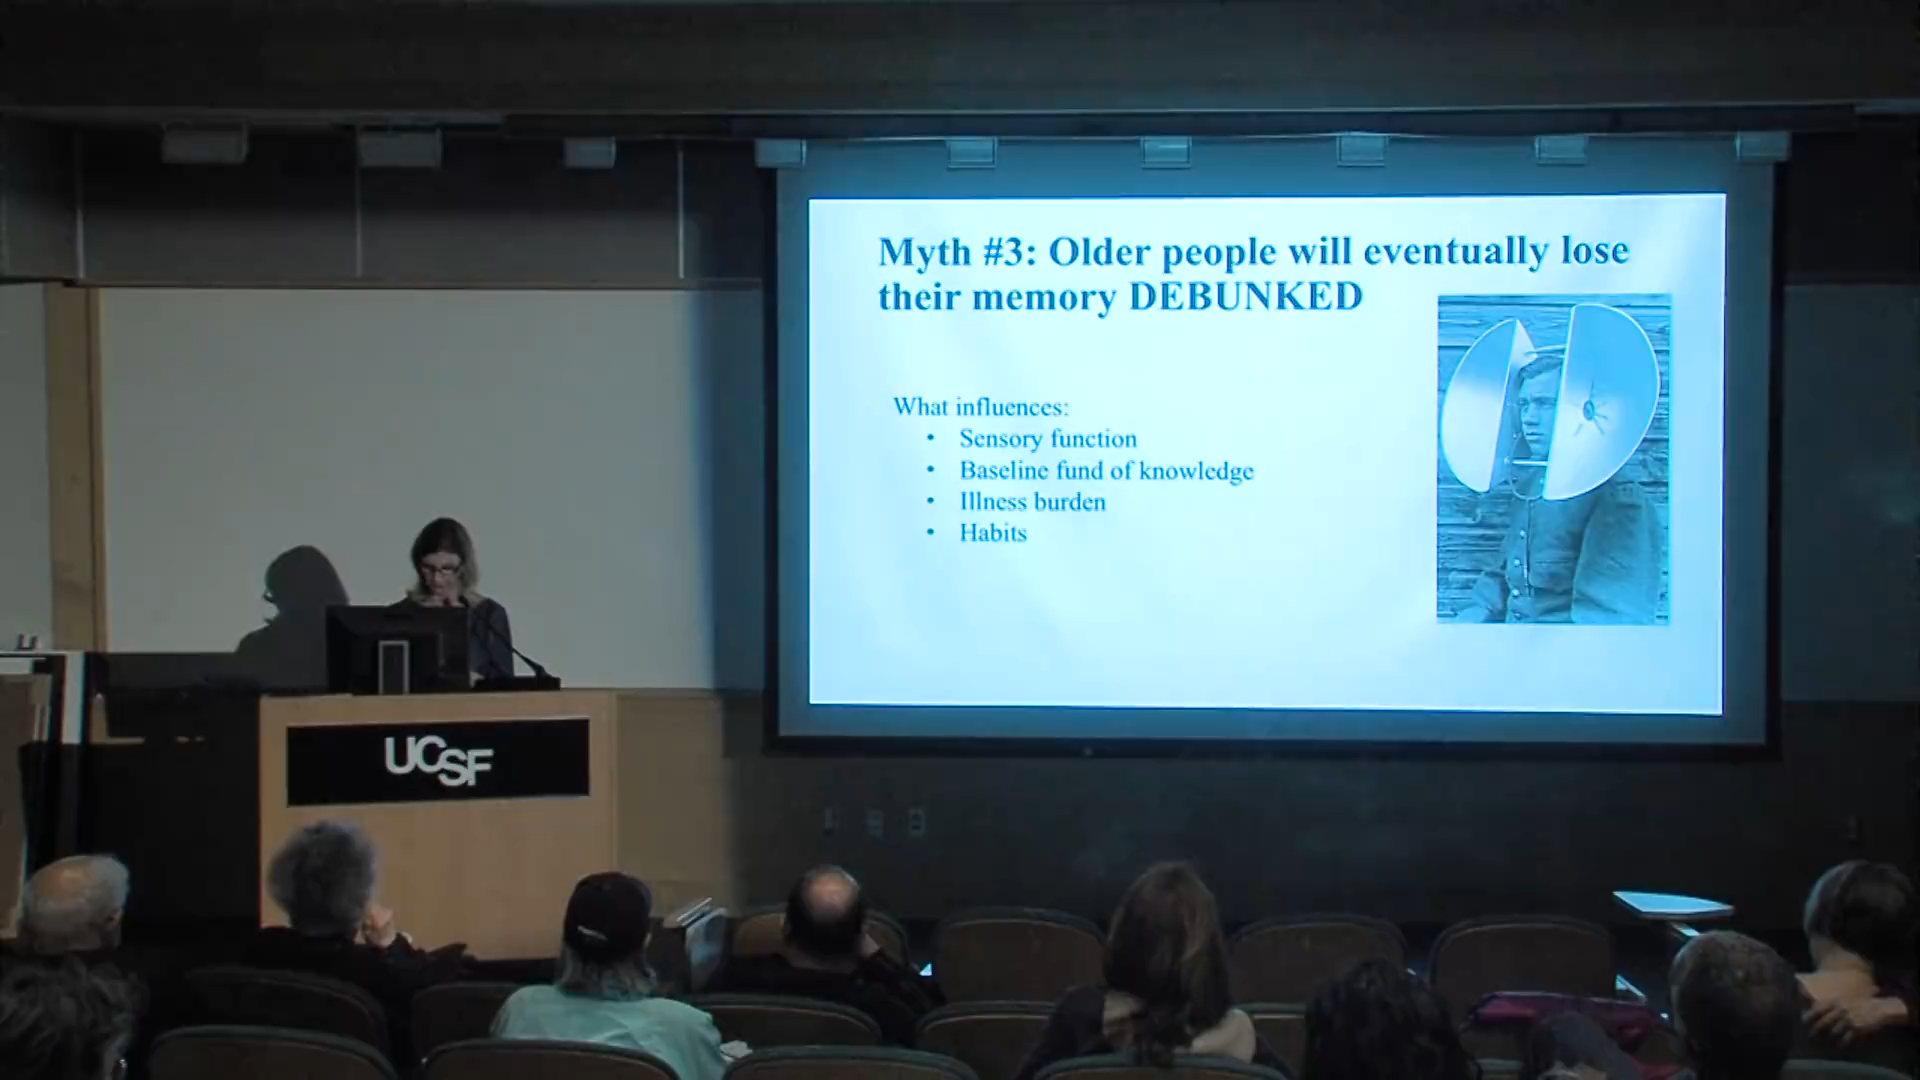 Myth #3: Older people will eventually lose
their memory DEBUNKED
What influences:
• Sensory function
• Baseline fund of knowledge
• Illness burden
• Habits
UCSF